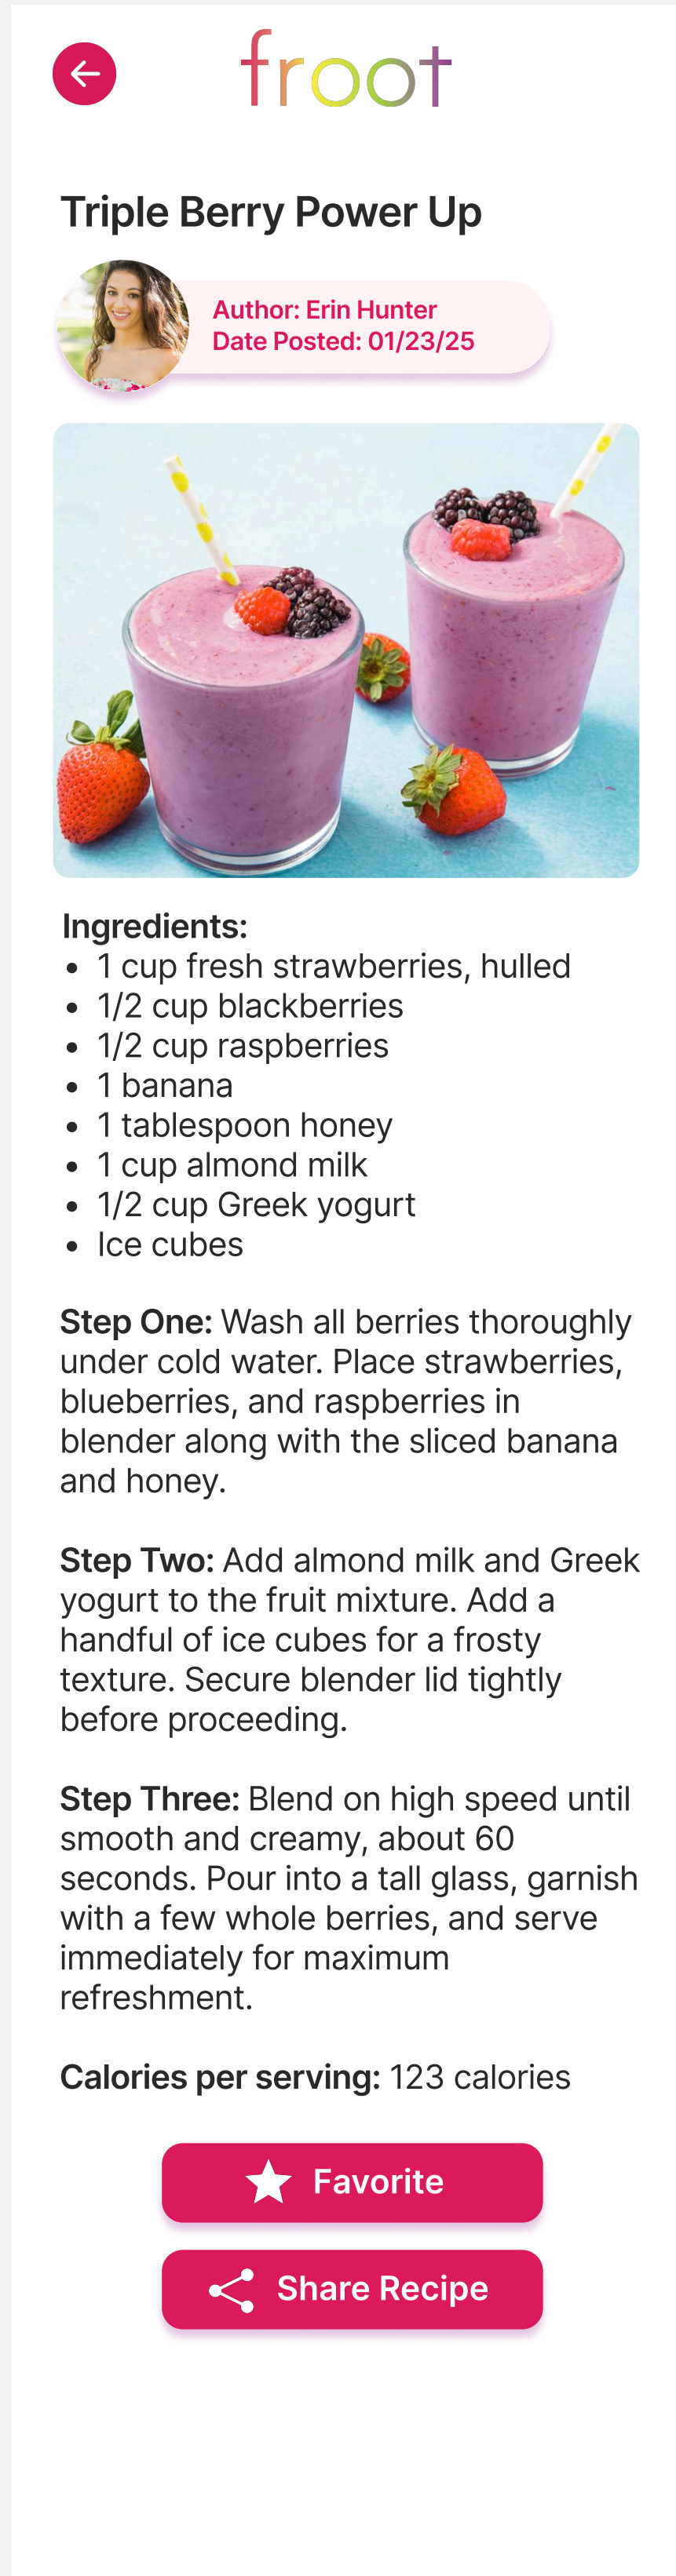 froot
Triple Berry Power Up
Author: Erin Hunter
Date Posted: 01/23/25
Ingredients:
• 1 cup fresh strawberries, hulled
• 1/2 cup blackberries
• 1/2 cup raspberries
• 1 banana
• 1 tablespoon honey
• 1 cup almond milk
• 1/2 cup Greek yogurt
• Ice cubes
Step One: Wash all berries thoroughly
under cold water. Place strawberries,
blueberries, and raspberries in
blender along with the sliced banana
and honey.
Step Two: Add almond milk and Greek
yogurt to the fruit mixture. Add a
handful of ice cubes for a frosty
texture. Secure blender lid tightly
before proceeding.
Step Three: Blend on high speed until
smooth and creamy, about 60
seconds. Pour into a tall glass, garnish
with a few whole berries, and serve
immediately for maximum
refreshment.
Calories per serving: 123 calories
Favorite
Share Recipe